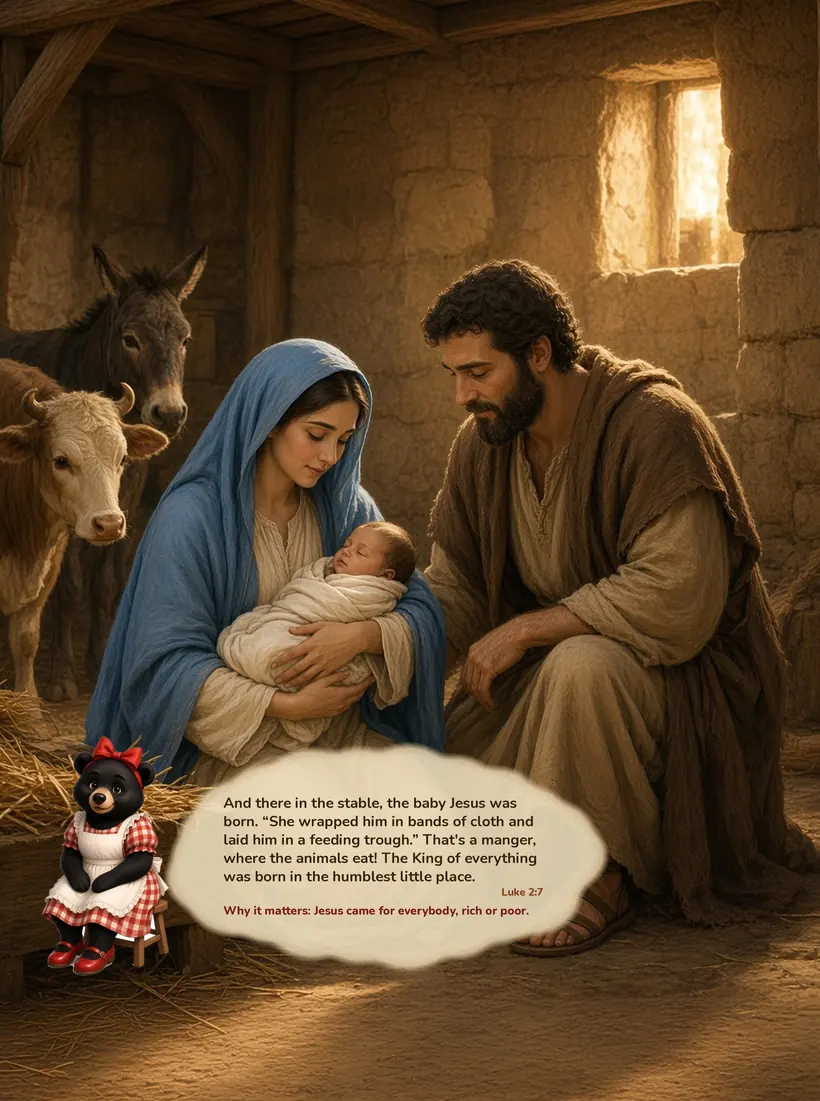 And there in the stable, the baby Jesus was
born. “She wrapped him in bands of cloth and
laid him in a feeding trough.” That's a manger,
where the animals eat! The King of everything
was born in the humblest little place.
Luke 2:7
Why it matters: Jesus came for everybody, rich or poor.